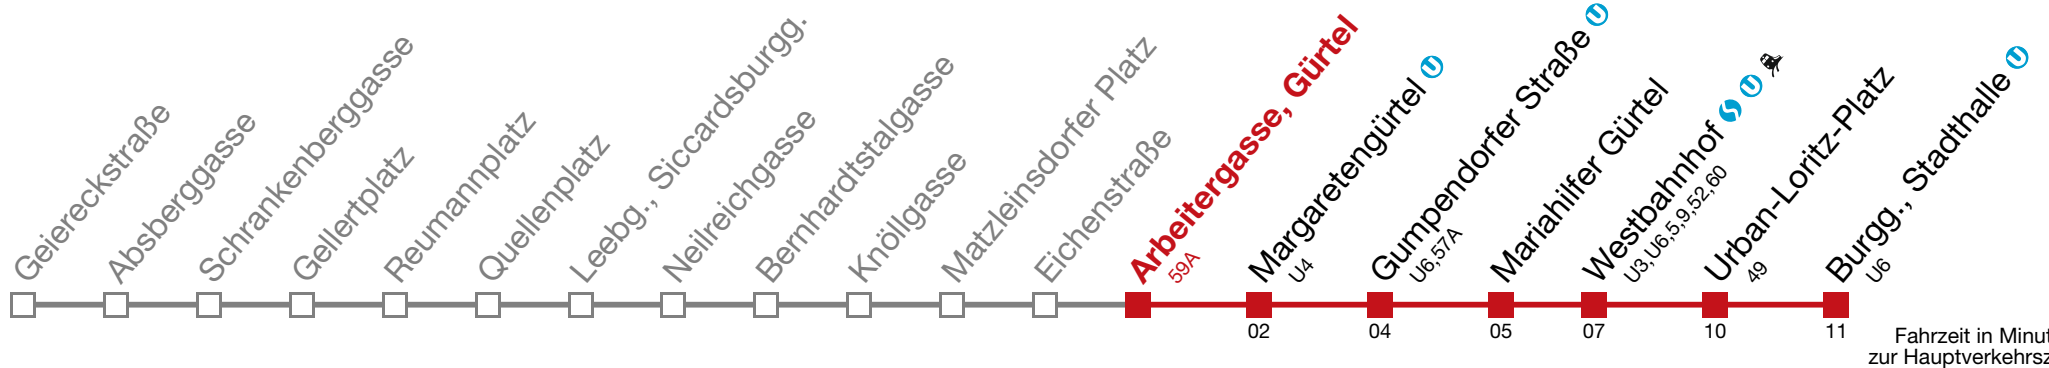 Geiereckstraße
Absberggasse
Schrankenberggasse
Gellertplatz
Reumannplatz
Quellenplatz
Leebg., Siccardsburgg.
Neilreichgasse
Bernhardtstalgasse
Knöllgasse
Matzleinsdorfer Platz
Eichenstraße
Arbeitergasse, Gürtel
59A
Margaretengürtel U
U4
Gumpendorfer Straße U
U6,57A
Mariahilfer Gürtel
Westbahnhof S U
U3,U6,5,9,52,60
Urban-Loritz-Platz
49
Burgg., Stadthalle U
U6
02 04 05 07 10 11
Fahrzeit in Minut
zur Hauptverkehrsz